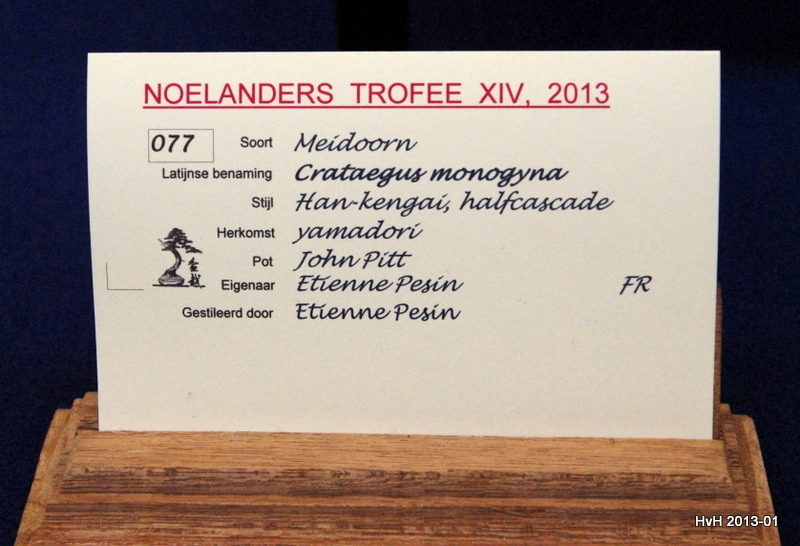 NOELANDERS TROFEE XIV, 2013
077 Soort Meidoorn
Latijnse benaming Crataegus monogyna
Stijl Han-kengai, halfcascade
Herkomst yamadori
Pot John Pitt
Eigenaar Etienne Pesin FR
Gestileerd door Etienne Pesin
HvH 2013-01